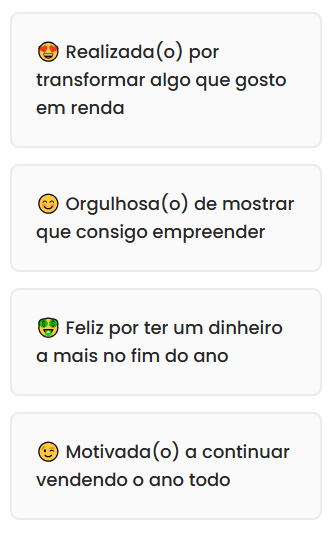 😍 Realizada(o) por
transformar algo que gosto
em renda
😊 Orgulhosa(o) de mostrar
que consigo empreender
🤑 Feliz por ter um dinheiro
a mais no fim do ano
😉 Motivada(o) a continuar
vendendo o ano todo